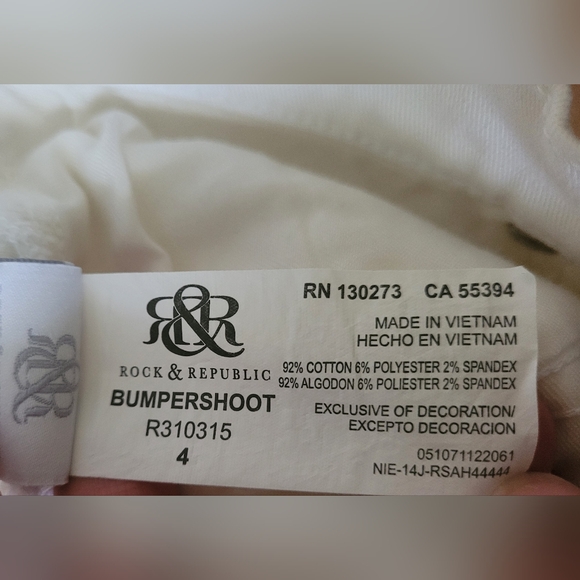 R&R
ROCK & REPUBLIC
BUMPERSHOOT
R310315
4
RN 130273 CA 55394
MADE IN VIETNAM
HECHO EN VIETNAM
92% COTTON 6% POLYESTER 2% SPANDEX
92% ALGODON 6% POLIESTER 2% SPANDEX
EXCLUSIVE OF DECORATION/
EXCEPTO DECORACION
051071122061
NIE-14J-RSAH44444